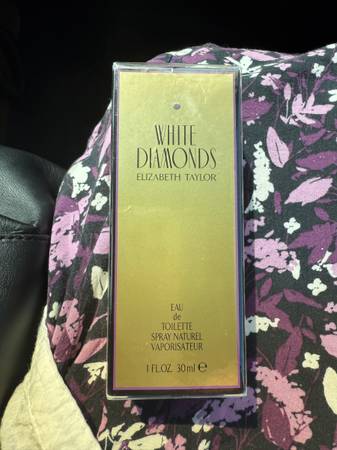 WHITE
DIAMONDS
ELIZABETH TAYLOR
EAU
de
TOILETTE
SPRAY NATUREL
VAPORISATEUR
1 FL.OZ. 30ml ℮